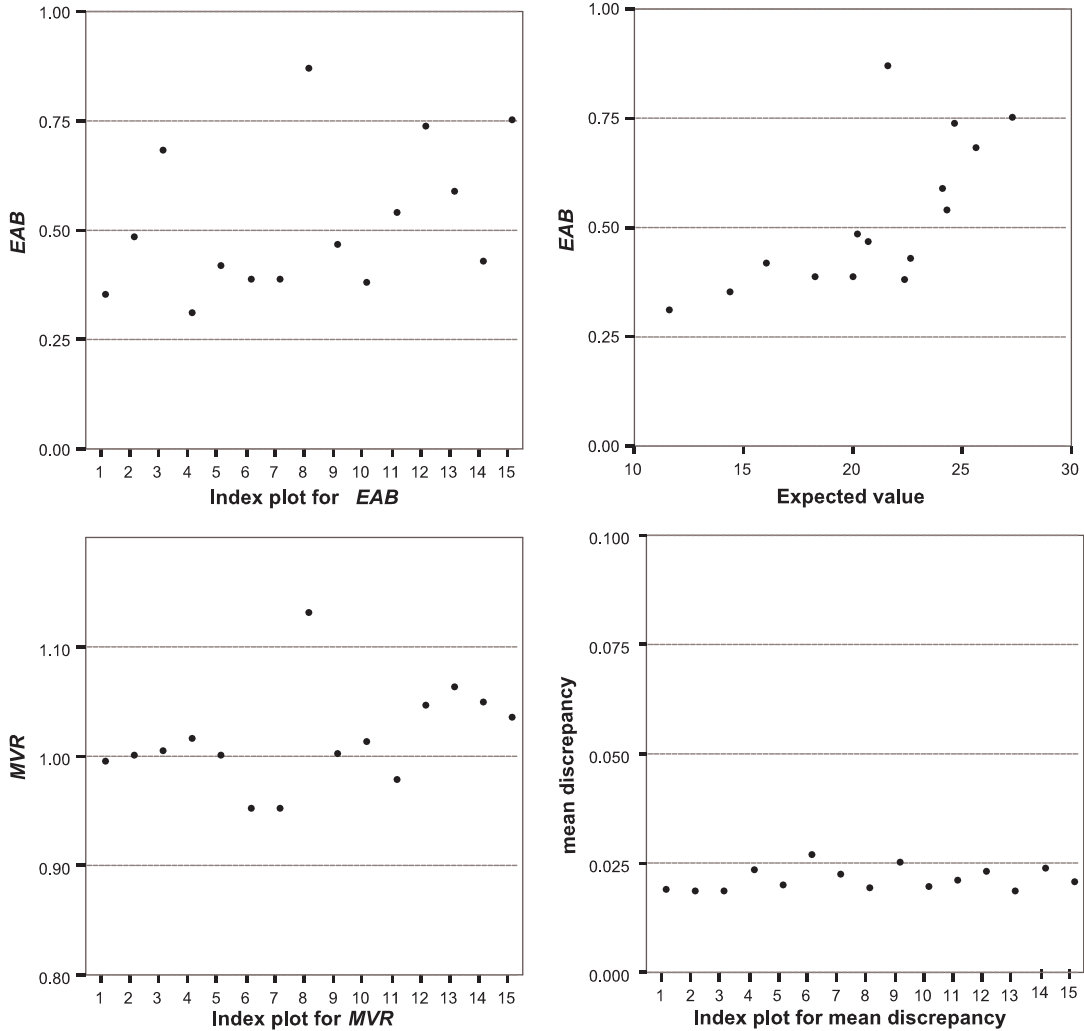 1.00
0.75
0.50
0.25
0.00
EAB
1 2 3 4 5 6 7 8 9 10 11 12 13 14 15
Index plot for EAB
1.00
0.75
0.50
0.25
0.00
EAB
10 15 20 25 30
Expected value
1.10
1.00
0.90
0.80
MVR
1 2 3 4 5 6 7 8 9 10 11 12 13 14 15
Index plot for MVR
0.100
0.075
0.050
0.025
0.000
mean discrepancy
1 2 3 4 5 6 7 8 9 10 11 12 13 14 15
Index plot for mean discrepancy